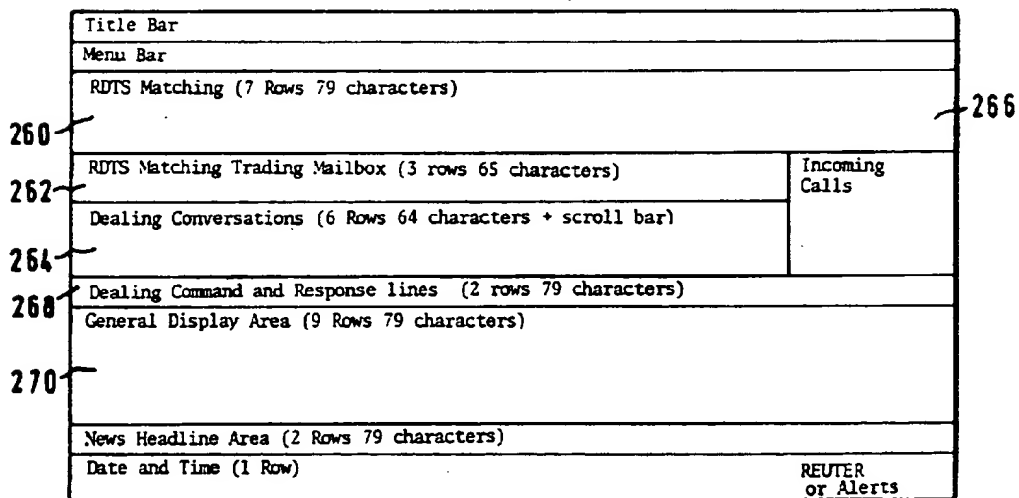 Title Bar
Menu Bar
RDTS Matching (7 Rows 79 characters)
266
260
RDTS Matching Trading Mailbox (3 rows 65 characters)
Incoming
Calls
262
Dealing Conversations (6 Rows 64 characters + scroll bar)
264
Dealing Command and Response lines (2 rows 79 characters)
268
General Display Area (9 Rows 79 characters)
270
News Headline Area (2 Rows 79 characters)
Date and Time (1 Row)
REUTER
or Alerts